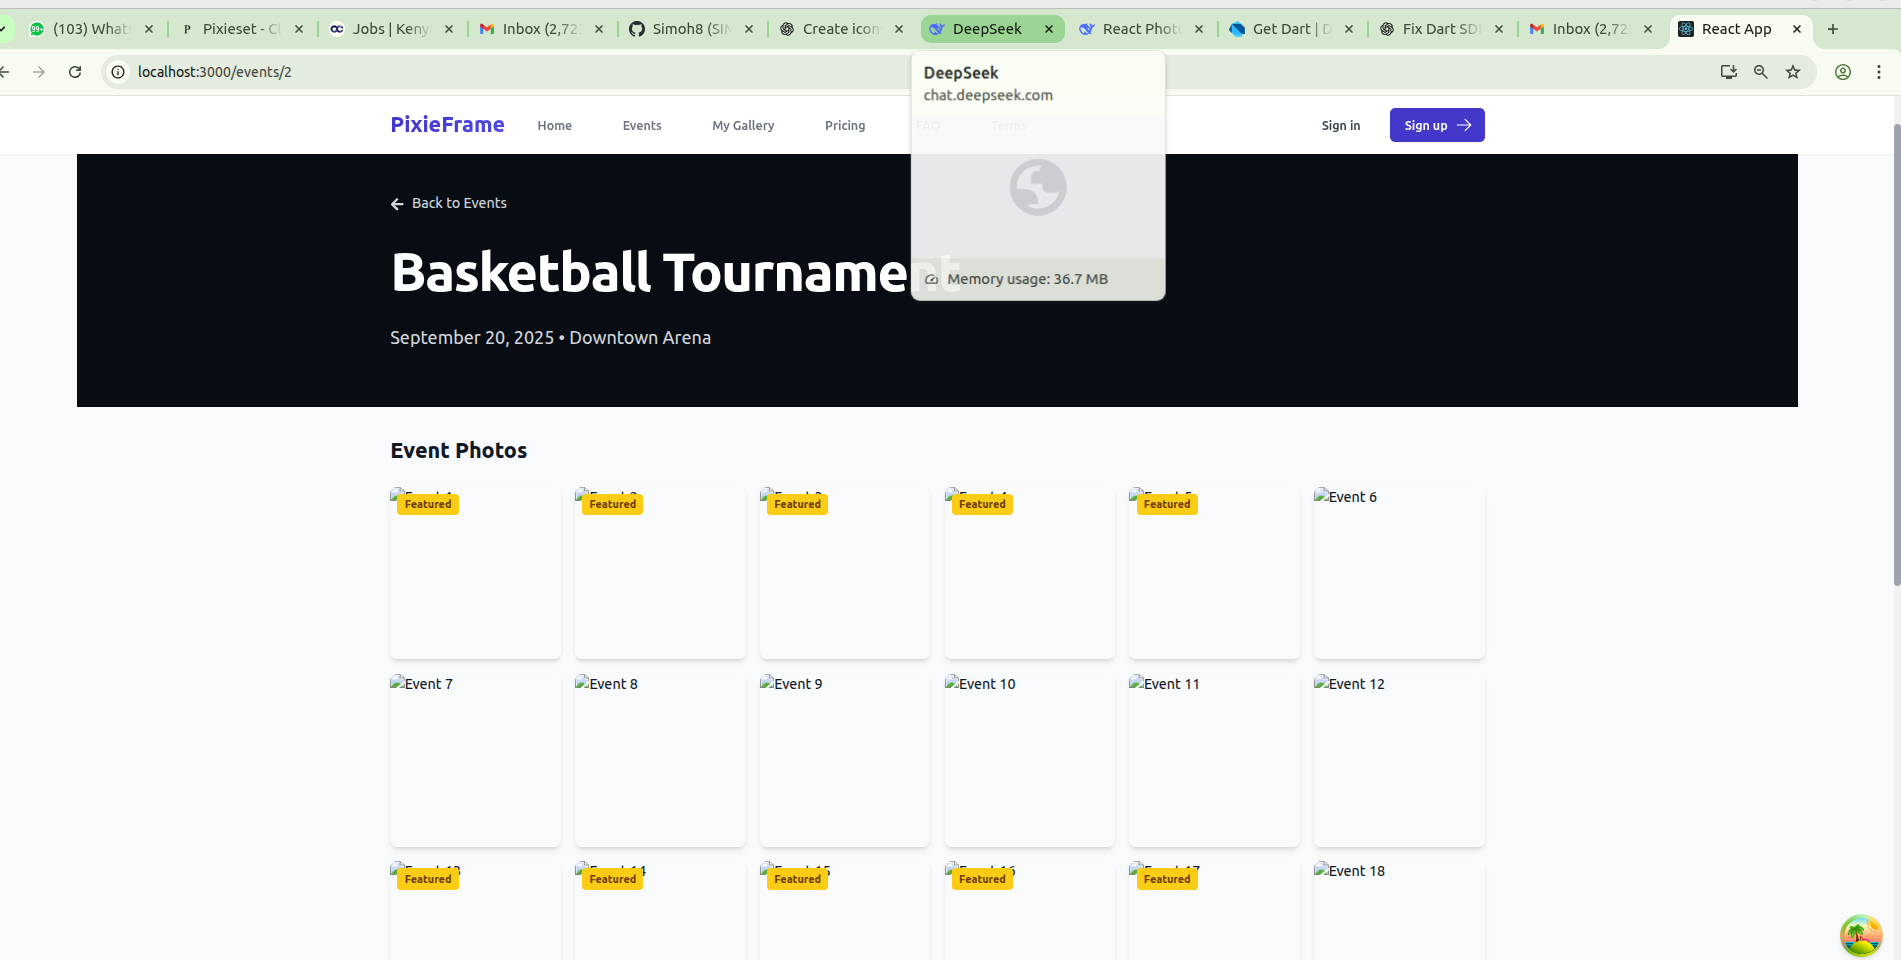 (103) What
Pixieset - C
Jobs | Keny
Inbox (2,72
Simoh8 (SI
Create icon
DeepSeek
React Phot
Get Dart | D
Fix Dart SD
Inbox (2,72
React App
localhost:3000/events/2
DeepSeek
chat.deepseek.com
Memory usage: 36.7 MB
PixieFrame
Home
Events
My Gallery
Pricing
FAQ
Terms
Sign in
Sign up
Back to Events
Basketball Tournament
September 20, 2025 • Downtown Arena
Event Photos
Featured
Featured
Featured
Featured
Featured
Event 6
Event 7
Event 8
Event 9
Event 10
Event 11
Event 12
Featured
Featured
Featured
Featured
Featured
Event 18